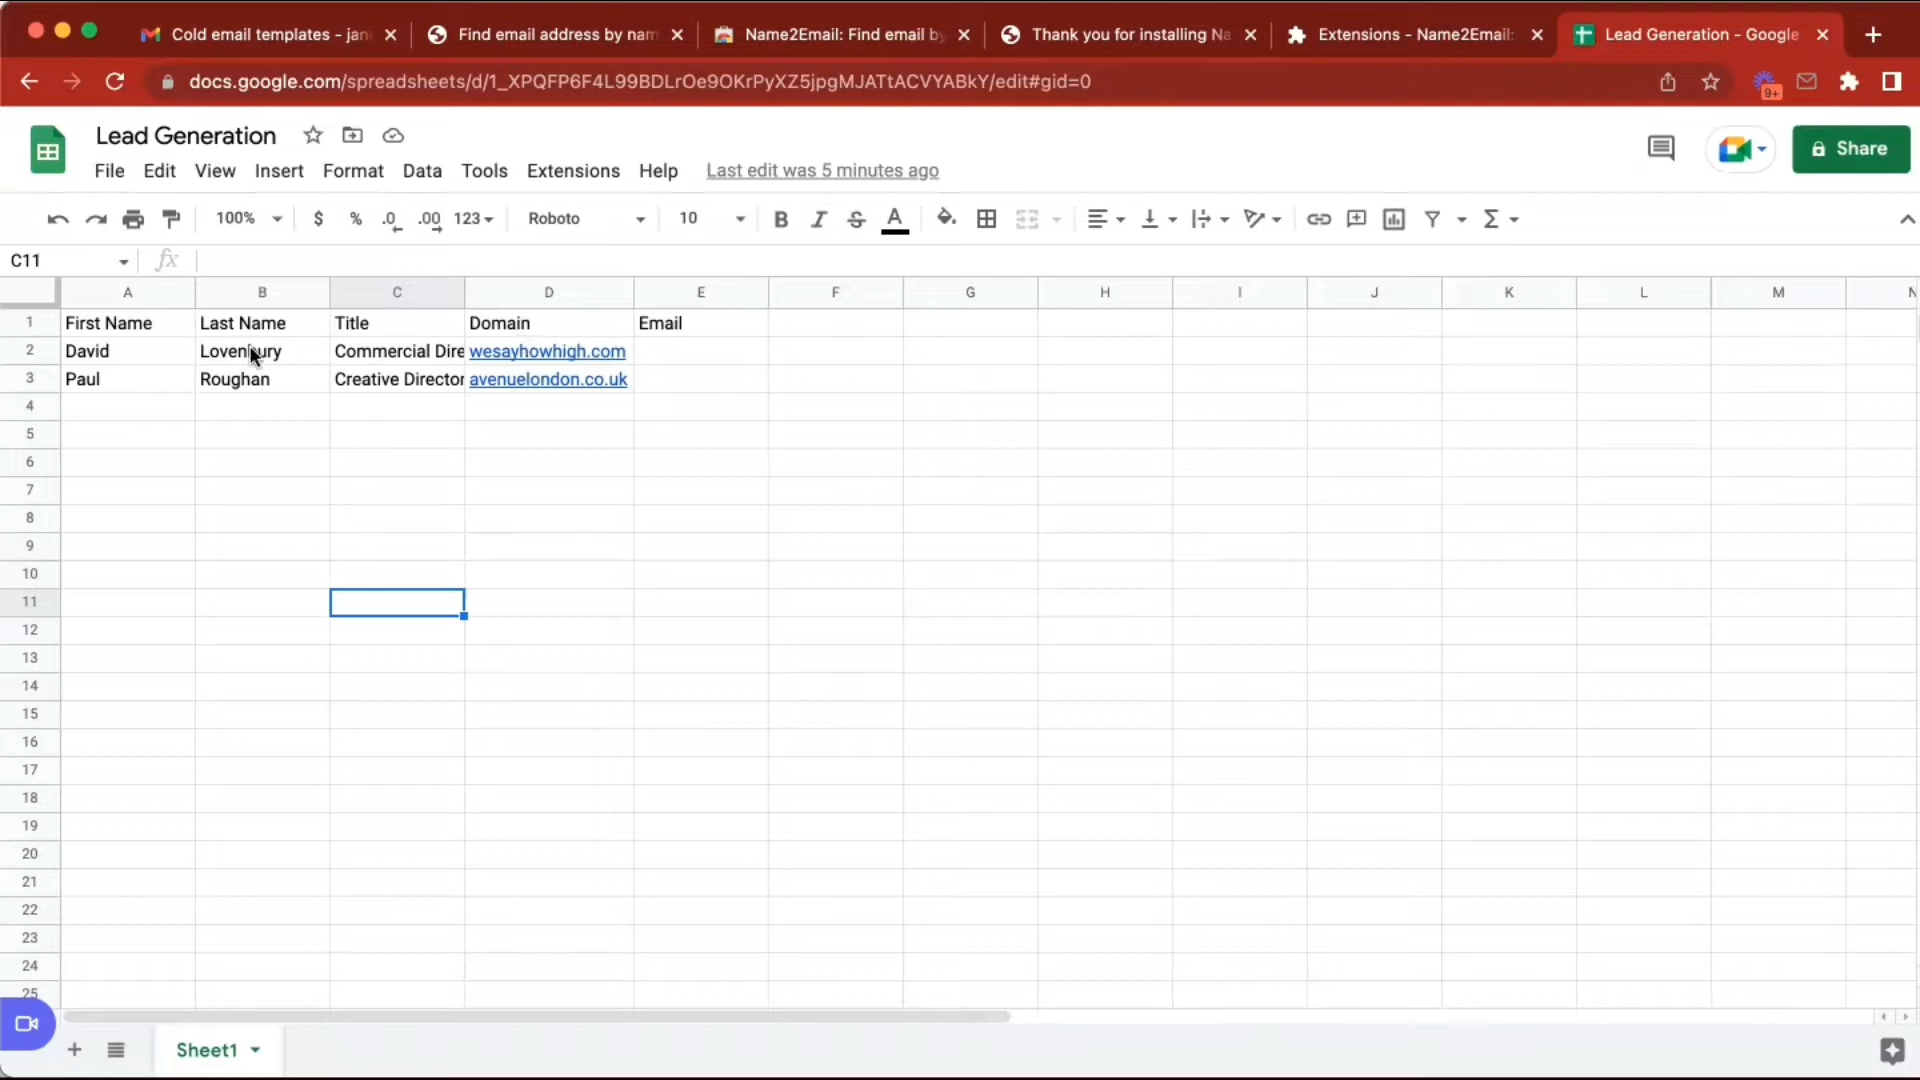 Cold email templates - jan
Find email address by nam
Name2Email: Find email by
Thank you for installing Na
Extensions - Name2Email:
Lead Generation - Google
docs.google.com/spreadsheets/d/1_XPQFP6F4L99BDLrOe9OKrPyXZ5jpgMJATtACVYABkY/edit#gid=0
9+
Lead Generation
File Edit View Insert Format Data Tools Extensions Help Last edit was 5 minutes ago
Share
100% $ % .0 .00 123 Roboto 10 B I S A
C11 fx
A B C D E F G H I J K L M N
1 First Name Last Name Title Domain Email
2 David Lovenbury Commercial Dire wesayhowhigh.com
3 Paul Roughan Creative Director avenuelondon.co.uk
4
5
6
7
8
9
10
11
12
13
14
15
16
17
18
19
20
21
22
23
24
25
Sheet1